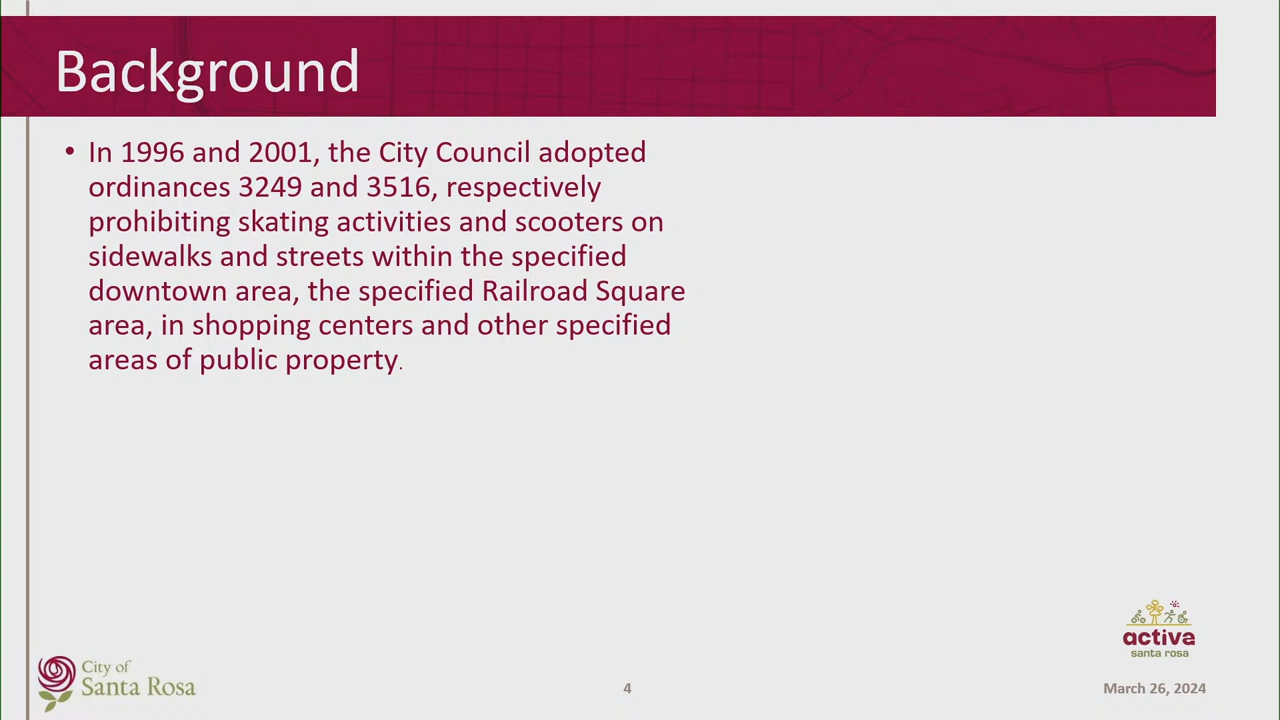 Background
• In 1996 and 2001, the City Council adopted
ordinances 3249 and 3516, respectively
prohibiting skating activities and scooters on
sidewalks and streets within the specified
downtown area, the specified Railroad Square
area, in shopping centers and other specified
areas of public property.
activa
santa rosa
City of
Santa Rosa
4
March 26, 2024